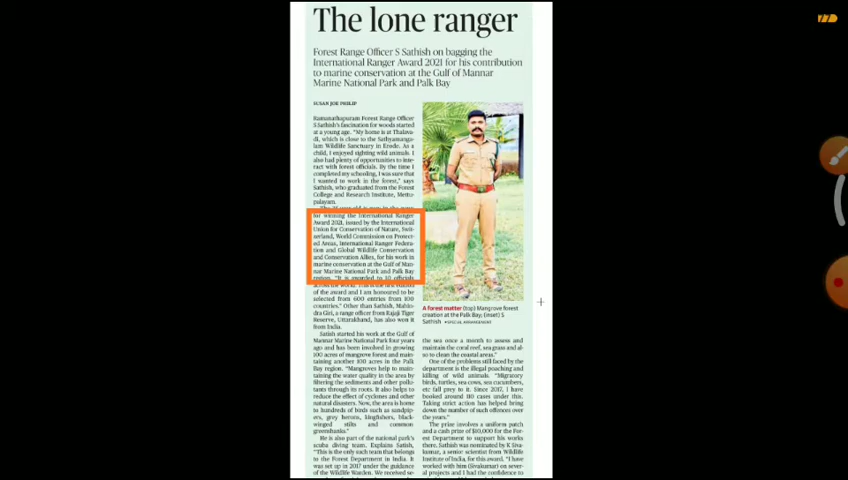 The lone ranger
Forest Range Officer S Sathish on bagging the
International Ranger Award 2021 for his contribution
to marine conservation at the Gulf of Mannar
Marine National Park and Palk Bay
SUSAN JOE PHILIP
Ramanathapuram Forest Range Officer
S Sathish's fascination for woods started
at a young age. "My home is at Thalava-
di, which is close to the Sathyamanga-
lam Wildlife Sanctuary in Erode. As a
child, I enjoyed sighting wild animals. I
also had plenty of opportunities to inter-
ract with forest officials. By the time I
completed my schooling, I was sure that
I wanted to work in the forest," says
Sathish, who graduated from the Forest
College and Research Institute, Mettu-
palayam.
for winning the International Ranger
Award 2021, issued by the International
Union for Conservation of Nature, Swit-
zerland, World Commission on Protect-
ed Areas, International Ranger Federa-
tion and Global Wildlife Conservation
and Conservation Allies, for his work in
marine conservation at the Gulf of Man-
nar Marine National Park and Palk Bay
region. "It is awarded to 10 officials
across the world. This is the
of the award and I am honoured to be
selected from 600 entries from 100
countries." Other than Sathish, Mahin-
dra Giri, a range officer from Rajaji Tiger
Reserve, Uttarakhand, has also won it
from India.
Satish started his work at the Gulf of
Mannar Marine National Park four years
ago and has been involved in growing
100 acres of mangrove forest and main-
taining another 100 acres in the Palk
Bay region. "Mangroves help to main-
taining the water quality in the area by
filtering the sediments and other pollu-
tants through its roots. It also helps to
reduce the effect of cyclones and other
natural disasters. Now, the area is home
to hundreds of birds such as sandpip-
ers, grey herons, kingfishers, black-
winged stilts and common
greenshanks."
He is also part of the national park's
scuba diving team. Explains Satish,
"This is the only such team that belongs
to the Forest Department in India. It
was set up in 2017 under the guidance
of the Wildlife Warden. We received se-
A forest matter (top) Mangrove forest
creation at the Palk Bay; (inset) S
Sathish •SPECIAL ARRANGEMENT
the sea once a month to assess and
maintain the coral reef, sea grass and al-
so to clean the coastal areas."
One of the problems still faced by the
department is the illegal poaching and
killing of wild animals. "Migratory
birds, turtles, sea cows, sea cucumbers,
etc fall prey to it. Since 2017, I have
booked around 110 cases under this.
Taking strict action has helped bring
down the number of such offences over
the years."
The prize involves a uniform patch
and a cash prize of $10,000 for the For-
est Department to support his works
there. Sathish was nominated by K Siva-
kumar, a senior scientist from Wildlife
Institute of India, for this award. "I have
worked with him (Sivakumar) on sever-
al projects and I had the confidence to